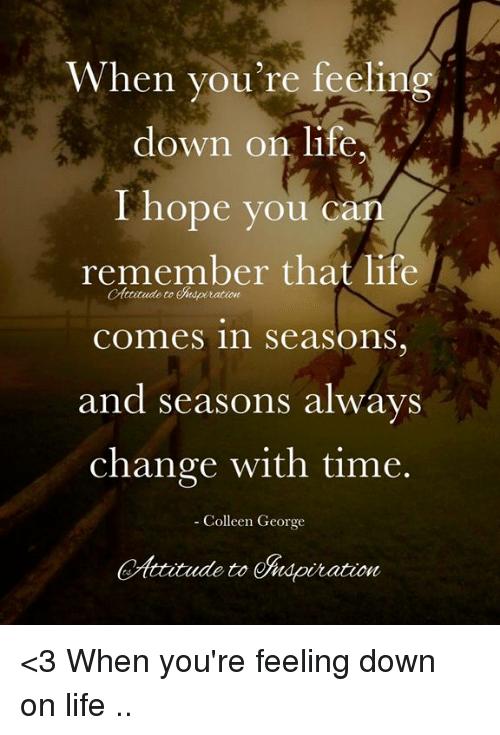 When you're feeling
down on life,
I hope you can
remember that life
Attitude to Inspiration
comes in seasons,
and seasons always
change with time.
- Colleen George
Attitude to Inspiration
<3 When you're feeling down
on life ..